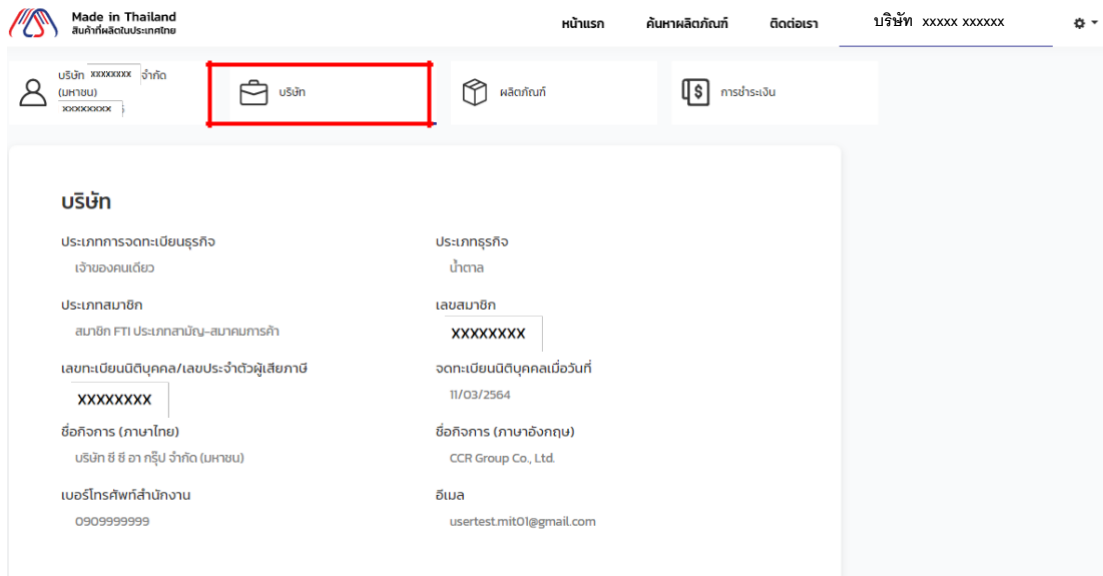 Made in Thailand
สินค้าที่ผลิตในประเทศไทย
หน้าแรก
ค้นหาผลิตภัณฑ์
ติดต่อเรา
บริษัท xxxxx xxxxxx
บริษัท xxxxxxxx จำกัด
(มหาชน)
xxxxxxxxx
บริษัท
ผลิตภัณฑ์
การชำระเงิน
บริษัท
ประเภทการจดทะเบียนธุรกิจ
ประเภทธุรกิจ
เจ้าของคนเดียว
น้ำตาล
ประเภทสมาชิก
เลขสมาชิก
สมาชิก FTI ประเภทสามัญ-สมาคมการค้า
XXXXXXXX
เลขทะเบียนนิติบุคคล/เลขประจำตัวผู้เสียภาษี
จดทะเบียนนิติบุคคลเมื่อวันที่
XXXXXXXX
11/03/2564
ชื่อกิจการ (ภาษาไทย)
ชื่อกิจการ (ภาษาอังกฤษ)
บริษัท ซี ซี อา กรุ๊ป จำกัด (มหาชน)
CCR Group Co., Ltd.
เบอร์โทรศัพท์สำนักงาน
อีเมล
0909999999
usertest.mit01@gmail.com